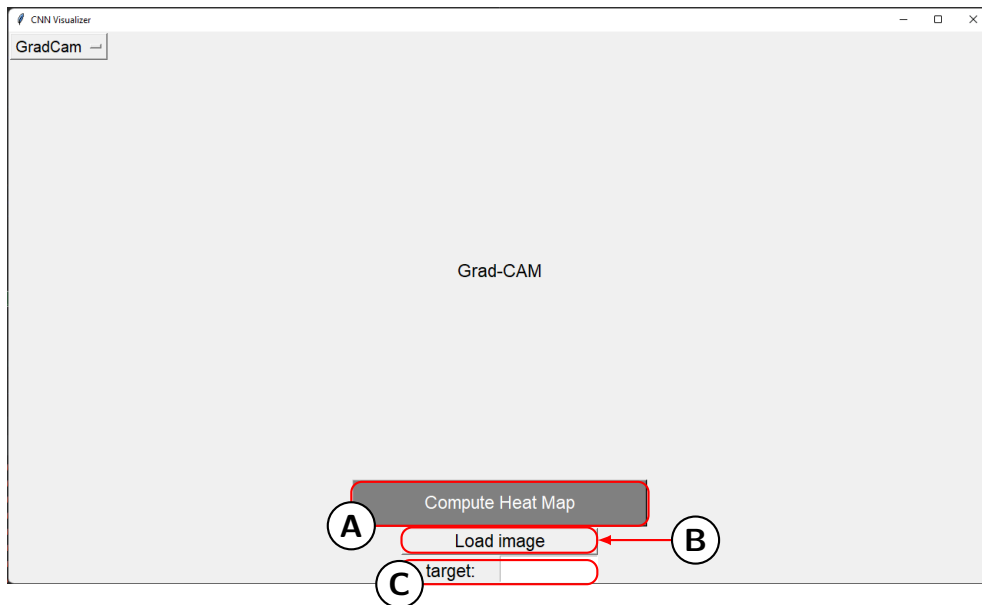 CNN Visualizer
GradCam
Grad-CAM
Compute Heat Map
A
Load image
B
target:
C